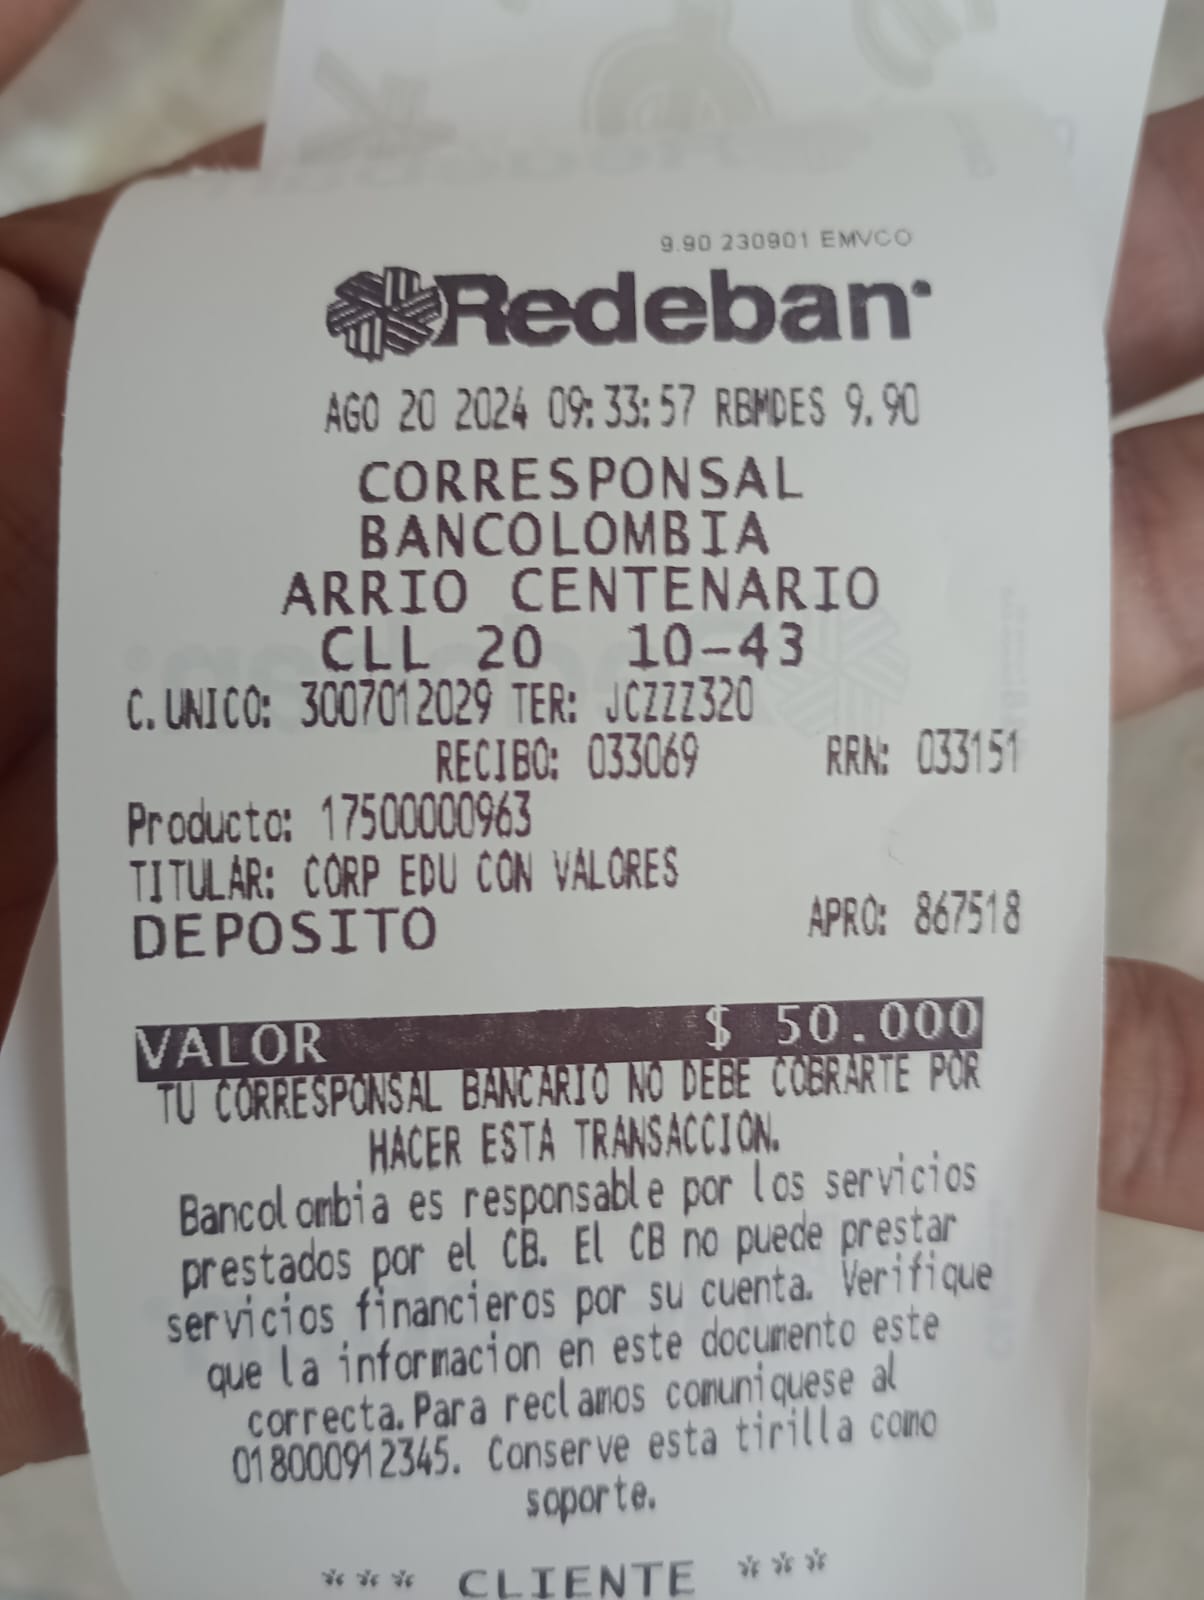 9.90 230901 EMVCO
Redeban
AGO 20 2024 09:33:57 RBMDES 9.90
CORRESPONSAL
BANCOLOMBIA
ARRIO CENTENARIO
CLL 20 10-43
C.UNICO: 3007012029 TER: JCZZZ320
RECIBO: 033069 RRN: 033151
Producto: 17500000963
TITULAR: CORP EDU CON VALORES
DEPOSITO APRO: 867518
VALOR $ 50.000
TU CORRESPONSAL BANCARIO NO DEBE COBRARTE POR
HACER ESTA TRANSACCION.
Bancolombia es responsable por los servicios
prestados por el CB. El CB no puede prestar
servicios financieros por su cuenta. Verifique
que la informacion en este documento este
correcta. Para reclamos comuniquese al
018000912345. Conserve esta tirilla como
soporte.
*** CLIENTE ***